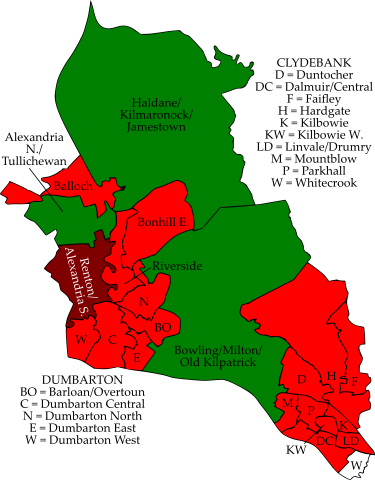 CLYDEBANK
D = Duntocher
DC = Dalmuir/Central
F = Faifley
H = Hardgate
K = Kilbowie
KW = Kilbowie W.
LD = Linvale/Drumry
M = Mountblow
P = Parkhall
W = Whitecrook
Haldane/
Kilmaronock/
Jamestown
Alexandria
N./
Tullichewan
Balloch
Bonhill E.
Riverside
Renton/
Alexandria S.
N
BO
W
C
E
Bowling/Milton/
Old Kilpatrick
D
H
F
M
P
K
DC
LD
KW
W
DUMBARTON
BO = Barloan/Overtoun
C = Dumbarton Central
N = Dumbarton North
E = Dumbarton East
W = Dumbarton West